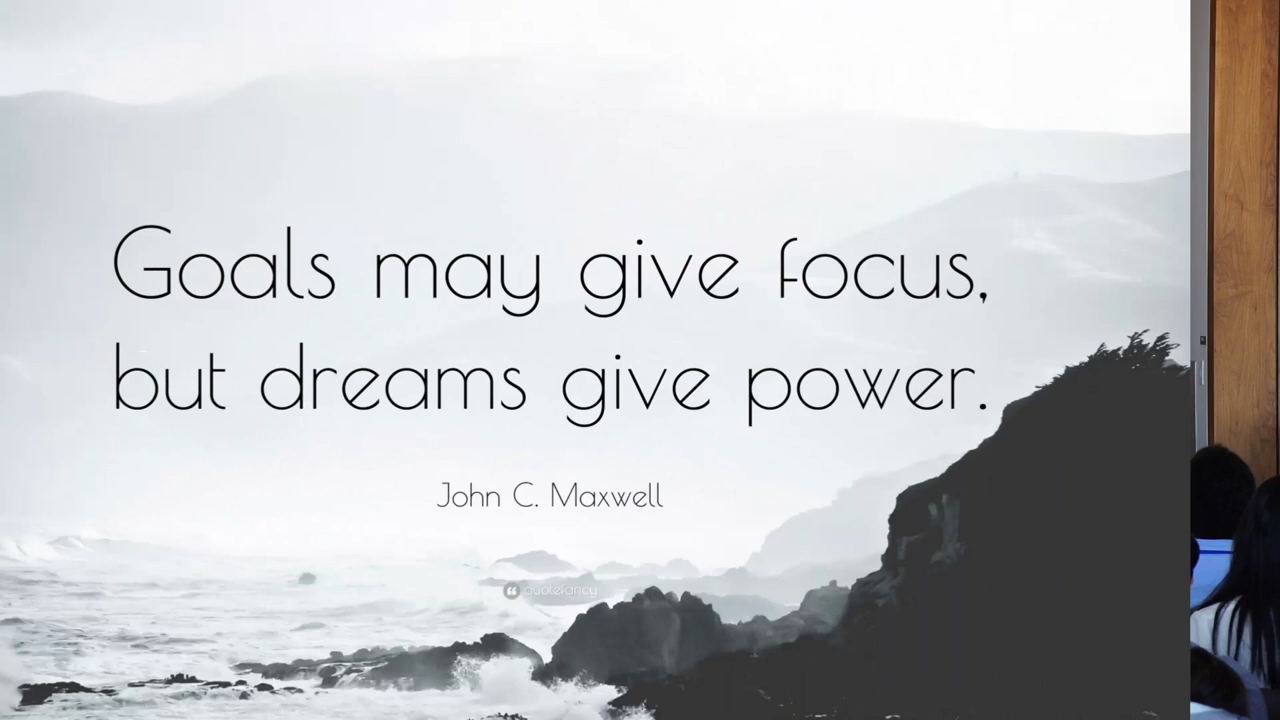 Goals may give focus,
but dreams give power.
John C. Maxwell
quotefancy